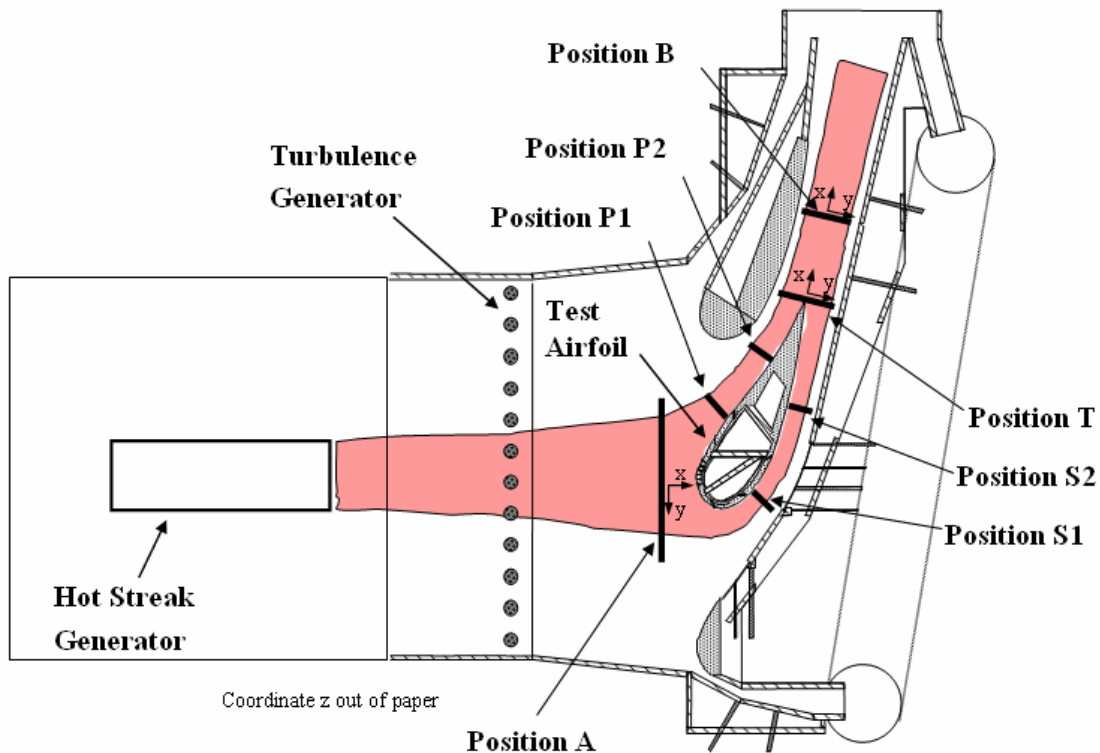 Position B
Turbulence
Generator
Position P2
Position P1
x
y
x
y
Test
Airfoil
Position T
x
y
Position S2
Position S1
Hot Streak
Generator
Coordinate z out of paper
Position A